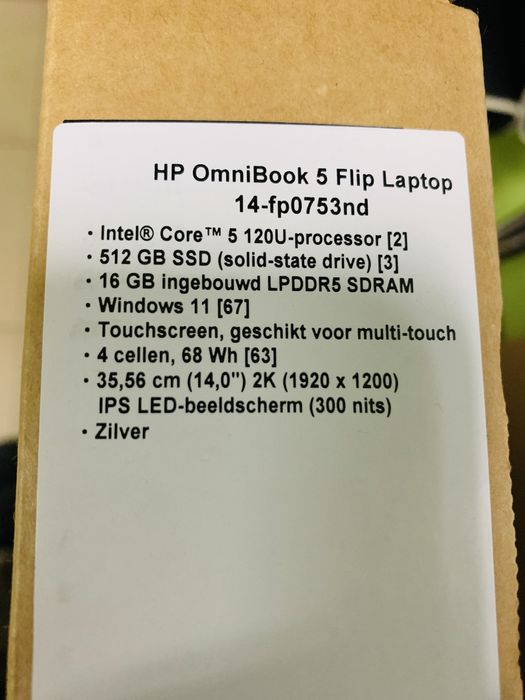 HP OmniBook 5 Flip Laptop
14-fp0753nd
· Intel® Core™ 5 120U-processor [2]
· 512 GB SSD (solid-state drive) [3]
· 16 GB ingebouwd LPDDR5 SDRAM
· Windows 11 [67]
· Touchscreen, geschikt voor multi-touch
· 4 cellen, 68 Wh [63]
· 35,56 cm (14,0") 2K (1920 x 1200)
IPS LED-beeldscherm (300 nits)
· Zilver